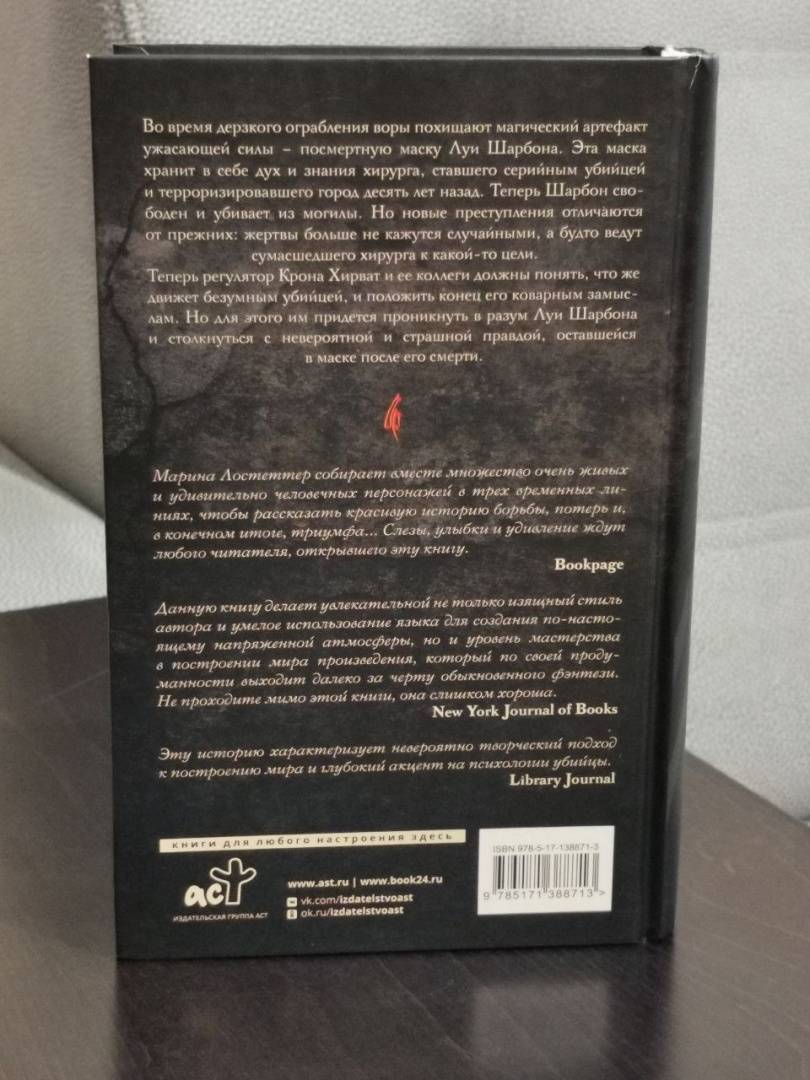 Во время дерзкого ограбления воры похищают магический артефакт
ужасающей силы – посмертную маску Луи Шарбона. Эта маска
хранит в себе дух и знания хирурга, ставшего серийным убийцей
и терроризировавшего город десять лет назад. Теперь Шарбон сво-
боден и убивает из могилы. Но новые преступления отличаются
от прежних: жертвы больше не кажутся случайными, а будто ведут
сумасшедшего хирурга к какой-то цели.
Теперь регулятор Крона Хирват и ее коллеги должны понять, что же
движет безумным убийцей, и положить конец его коварным замыс-
лам. Но для этого им придется проникнуть в разум Луи Шарбона
и столкнуться с невероятной и страшной правдой, оставшейся
в маске после его смерти.
Марина Лостеттер собирает вместе множество очень живых
и удивительно человечных персонажей в трех временных ли-
ниях, чтобы рассказать красивую историю борьбы, потерь и,
в конечном итоге, триумфа... Слезы, улыбки и удивление ждут
любого читателя, открывшего эту книгу.
Bookpage
Данную книгу делает увлекательной не только изящный стиль
автора и умелое использование языка для создания по-насто-
ящему напряженной атмосферы, но и уровень мастерства
в построении мира произведения, который по своей проду-
манности выходит далеко за черту обыкновенного фэнтези.
Не проходите мимо этой книги, она слишком хороша.
New York Journal of Books
Эту историю характеризует невероятно творческий подход
к построению мира и глубокий акцент на психологии убийцы.
Library Journal
книги для любого настроения здесь
аст
ИЗДАТЕЛЬСКАЯ ГРУППА АСТ
www.ast.ru | www.book24.ru
vk.com/izdatelstvoast
ok.ru/izdatelstvoast
ISBN 978-5-17-138871-3
9 785171 388713 >